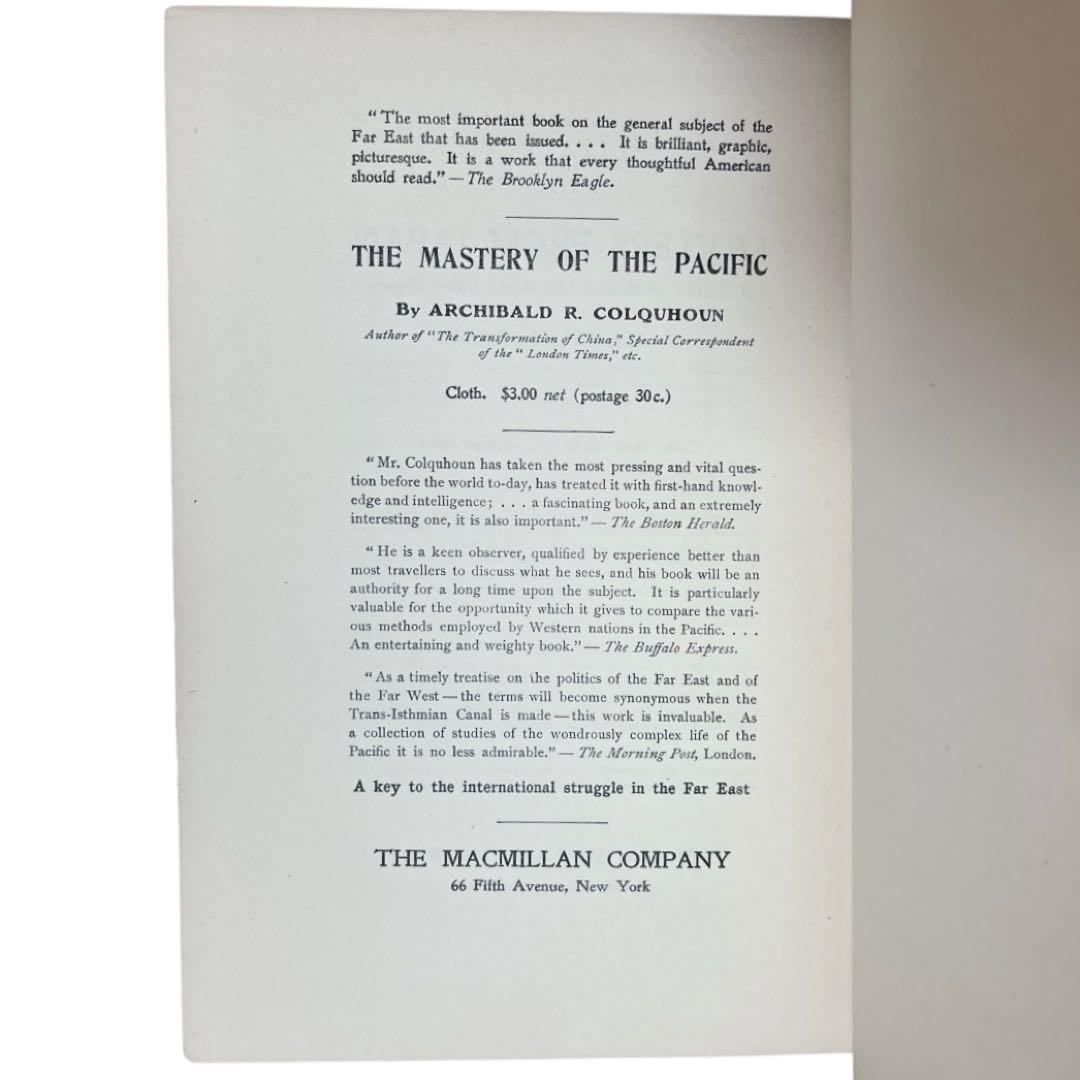 “The most important book on the general subject of the
Far East that has been issued. . . . It is brilliant, graphic,
picturesque. It is a work that every thoughtful American
should read.” — The Brooklyn Eagle.
THE MASTERY OF THE PACIFIC
By ARCHIBALD R. COLQUHOUN
Author of “The Transformation of China,” Special Correspondent
of the “London Times,” etc.
Cloth. $3.00 net (postage 30c.)
“Mr. Colquhoun has taken the most pressing and vital ques-
tion before the world to-day, has treated it with first-hand knowl-
edge and intelligence; . . . a fascinating book, and an extremely
interesting one, it is also important.” — The Boston Herald.
“He is a keen observer, qualified by experience better than
most travellers to discuss what he sees, and his book will be an
authority for a long time upon the subject. It is particularly
valuable for the opportunity which it gives to compare the vari-
ous methods employed by Western nations in the Pacific. . . .
An entertaining and weighty book.” — The Buffalo Express.
“As a timely treatise on the politics of the Far East and of
the Far West — the terms will become synonymous when the
Trans-Isthmian Canal is made — this work is invaluable. As
a collection of studies of the wondrously complex life of the
Pacific it is no less admirable.” — The Morning Post, London.
A key to the international struggle in the Far East
THE MACMILLAN COMPANY
66 Fifth Avenue, New York